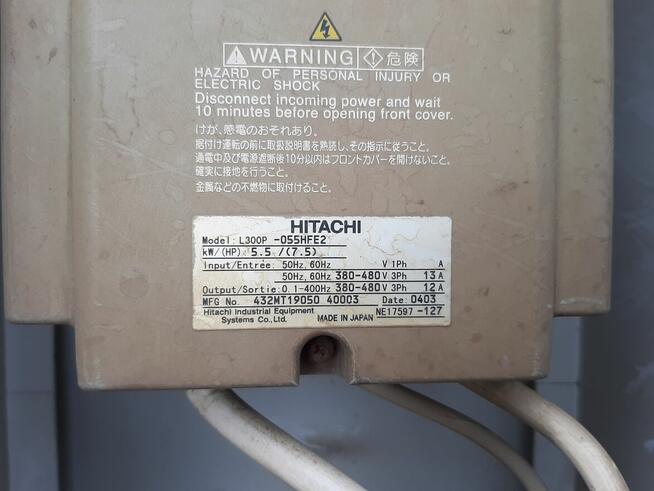 WARNING 危険
HAZARD OF PERSONAL INJURY OR
ELECTRIC SHOCK
Disconnect incoming power and wait
10 minutes before opening front cover.
けが、感電のおそれあり。
据付け運転の前に取扱説明書を熟読し、その指示に従うこと。
通電中及び電源遮断後10分以内はフロントカバーを開けないこと。
確実に接地を行うこと。
金属などの不燃物に取付けること。
HITACHI
Model: L300P -055HFE2
kW/(HP) 5.5 /(7.5)
Input/Entrée: 50Hz, 60Hz V 1Ph A
50Hz, 60Hz 380-480 V 3Ph 13 A
Output/Sortie: 0.1-400Hz 380-480 V 3Ph 12 A
MFG No. 432MT19050 40003 Date: 0403
Hitachi Industrial Equipment
Systems Co., Ltd. MADE IN JAPAN NE17597 -127